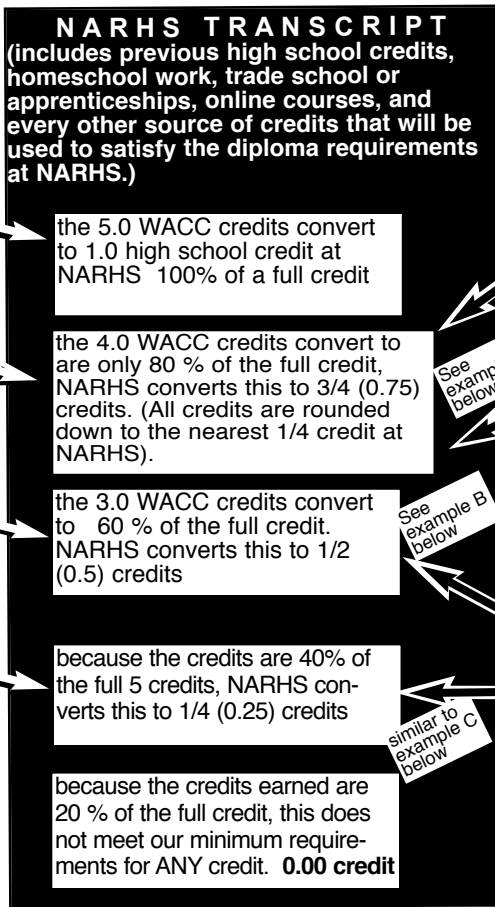 NARHS TRANSCRIPT
(includes previous high school credits,
homeschool work, trade school or
apprenticeships, online courses, and
every other source of credits that will be
used to satisfy the diploma requirements
at NARHS.)
the 5.0 WACC credits convert
to 1.0 high school credit at
NARHS 100% of a full credit
the 4.0 WACC credits convert to
are only 80 % of the full credit,
NARHS converts this to 3/4 (0.75)
credits. (All credits are rounded
down to the nearest 1/4 credit at
NARHS).
See
examp
below
the 3.0 WACC credits convert
to 60 % of the full credit.
NARHS converts this to 1/2
(0.5) credits
See
example B
below
because the credits are 40% of
the full 5 credits, NARHS con-
verts this to 1/4 (0.25) credits
similar to
example C
below
because the credits earned are
20 % of the full credit, this does
not meet our minimum require-
ments for ANY credit. 0.00 credit